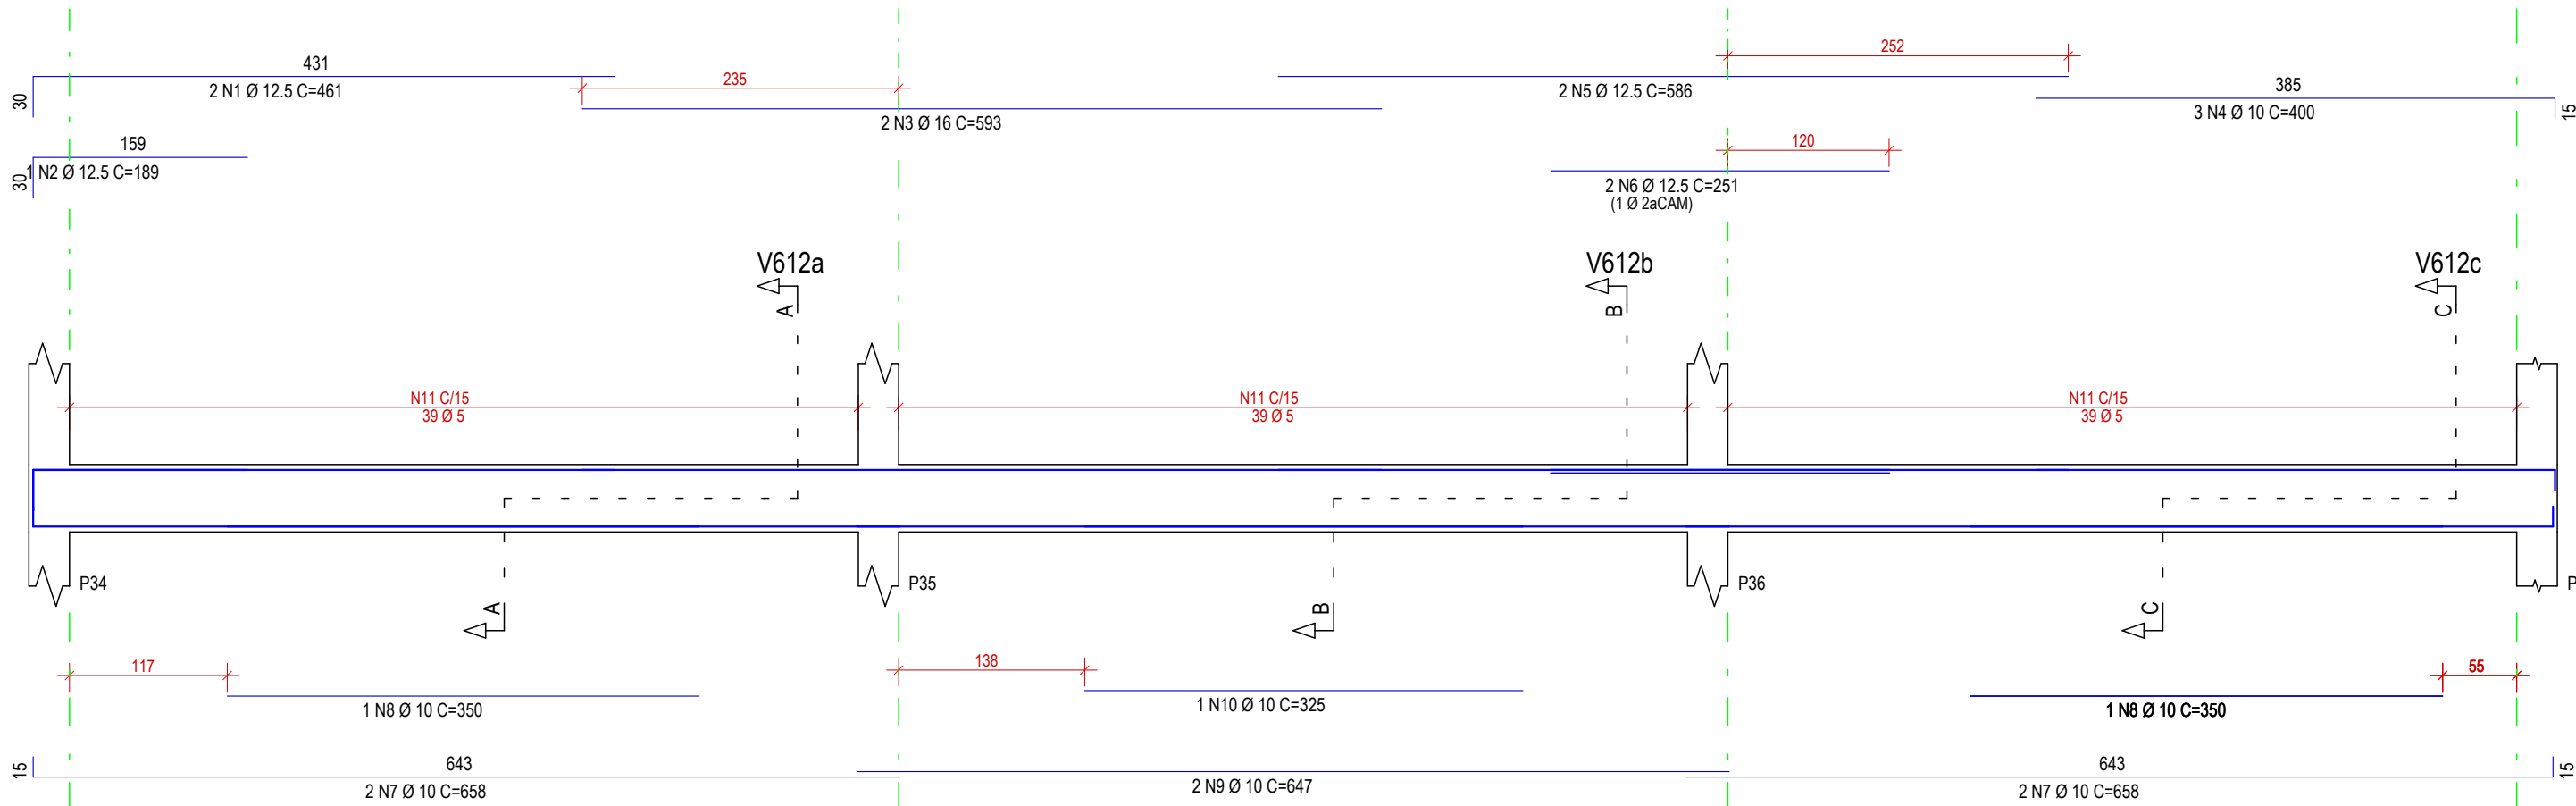 431
2 N1 Ø 12.5 C=461
30
235
2 N3 Ø 16 C=593
2 N5 Ø 12.5 C=586
252
385
3 N4 Ø 10 C=400
15
159
1 N2 Ø 12.5 C=189
30
120
2 N6 Ø 12.5 C=251
(1 Ø 2aCAM)
V612a
A
V612b
B
V612c
C
N11 C/15
39 Ø 5
N11 C/15
39 Ø 5
N11 C/15
39 Ø 5
P34
P35
P36
P
A
B
C
117
1 N8 Ø 10 C=350
138
1 N10 Ø 10 C=325
55
1 N8 Ø 10 C=350
15
643
2 N7 Ø 10 C=658
2 N9 Ø 10 C=647
643
2 N7 Ø 10 C=658
15